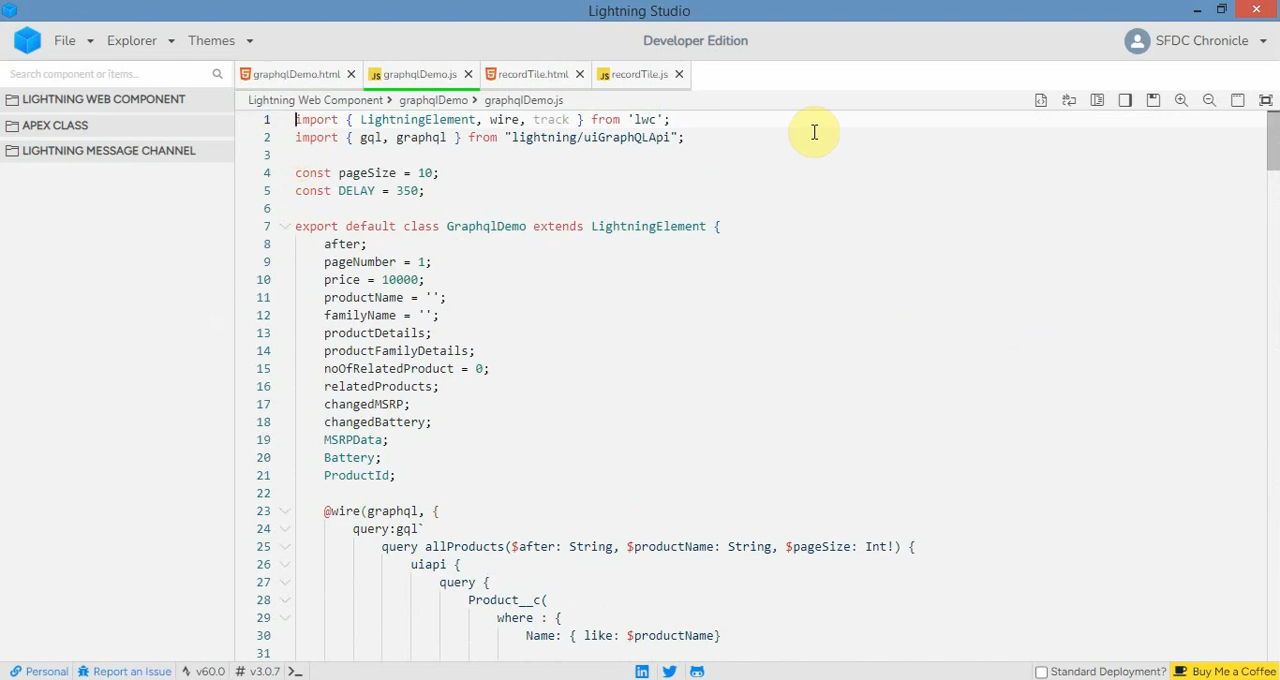 Lightning Studio
File Explorer Themes Developer Edition SFDC Chronicle
Search component or items... graphqlDemo.html graphqlDemo.js recordTile.html recordTile.js
LIGHTNING WEB COMPONENT
APEX CLASS
LIGHTNING MESSAGE CHANNEL
Lightning Web Component graphqlDemo graphqlDemo.js
1 import { LightningElement, wire, track } from 'lwc';
2 import { gql, graphql } from "lightning/uiGraphQLApi";
3
4 const pageSize = 10;
5 const DELAY = 350;
6
7 export default class GraphqlDemo extends LightningElement {
8 after;
9 pageNumber = 1;
10 price = 10000;
11 productName = '';
12 familyName = '';
13 productDetails;
14 productFamilyDetails;
15 noOfRelatedProduct = 0;
16 relatedProducts;
17 changedMSRP;
18 changedBattery;
19 MSRPData;
20 Battery;
21 ProductId;
22
23 @wire(graphql, {
24 query:gql`
25 query allProducts($after: String, $productName: String, $pageSize: Int!) {
26 uiapi {
27 query {
28 Product__c(
29 where : {
30 Name: { like: $productName}
31
Personal Report an Issue v60.0 # v3.0.7 Standard Deployment? Buy Me a Coffee